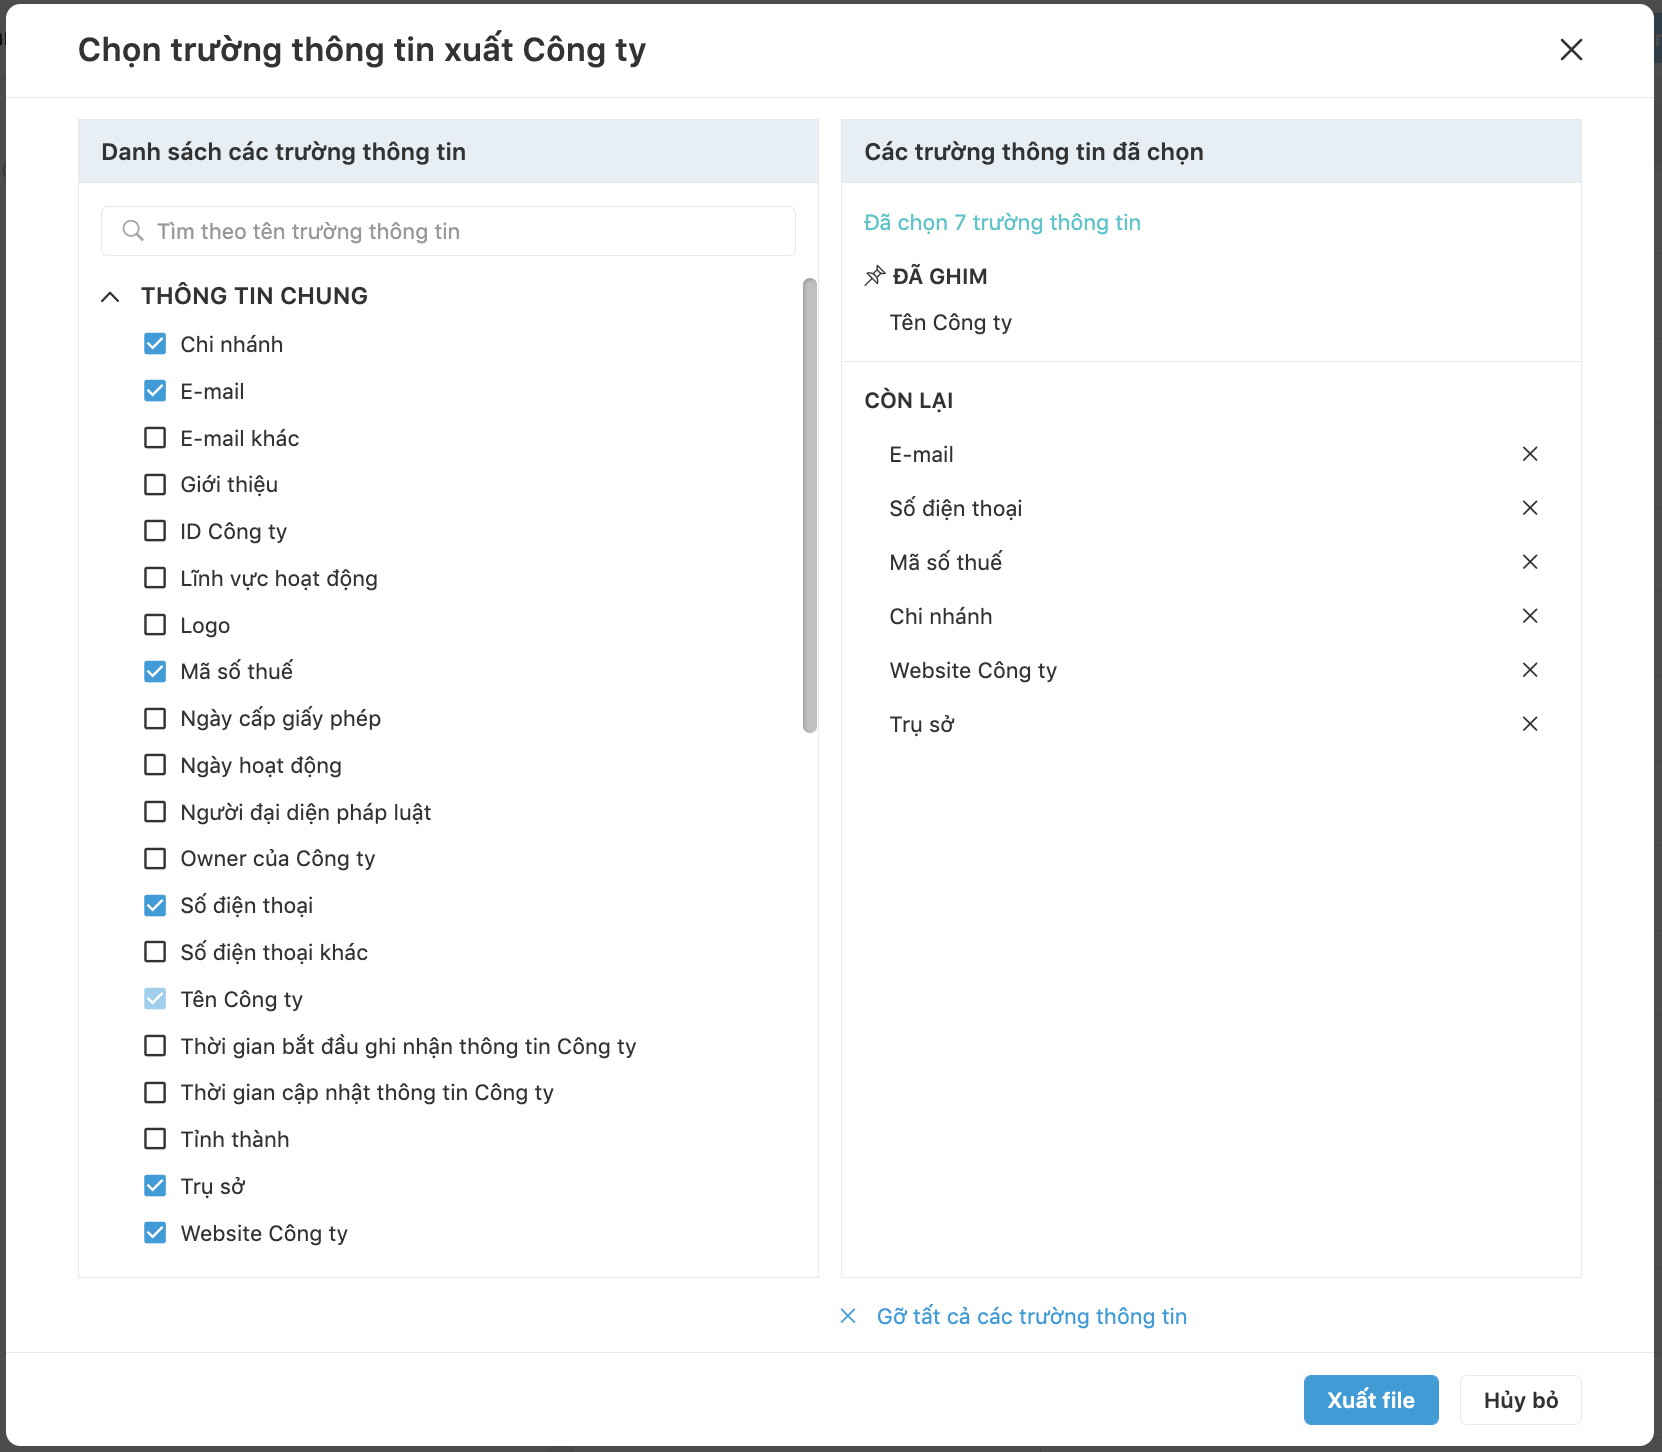 Chọn trường thông tin xuất Công ty
Danh sách các trường thông tin
Tìm theo tên trường thông tin
THÔNG TIN CHUNG
Chi nhánh
E-mail
E-mail khác
Giới thiệu
ID Công ty
Lĩnh vực hoạt động
Logo
Mã số thuế
Ngày cấp giấy phép
Ngày hoạt động
Người đại diện pháp luật
Owner của Công ty
Số điện thoại
Số điện thoại khác
Tên Công ty
Thời gian bắt đầu ghi nhận thông tin Công ty
Thời gian cập nhật thông tin Công ty
Tỉnh thành
Trụ sở
Website Công ty
Các trường thông tin đã chọn
Đã chọn 7 trường thông tin
ĐÃ GHIM
Tên Công ty
CÒN LẠI
E-mail
Số điện thoại
Mã số thuế
Chi nhánh
Website Công ty
Trụ sở
Gỡ tất cả các trường thông tin
Xuất file
Hủy bỏ